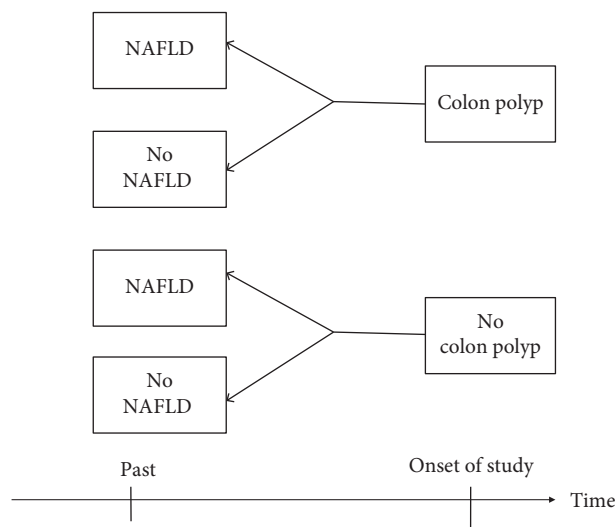 NAFLD
Colon polyp
No
NAFLD
NAFLD
No
colon polyp
No
NAFLD
Past
Onset of study
Time